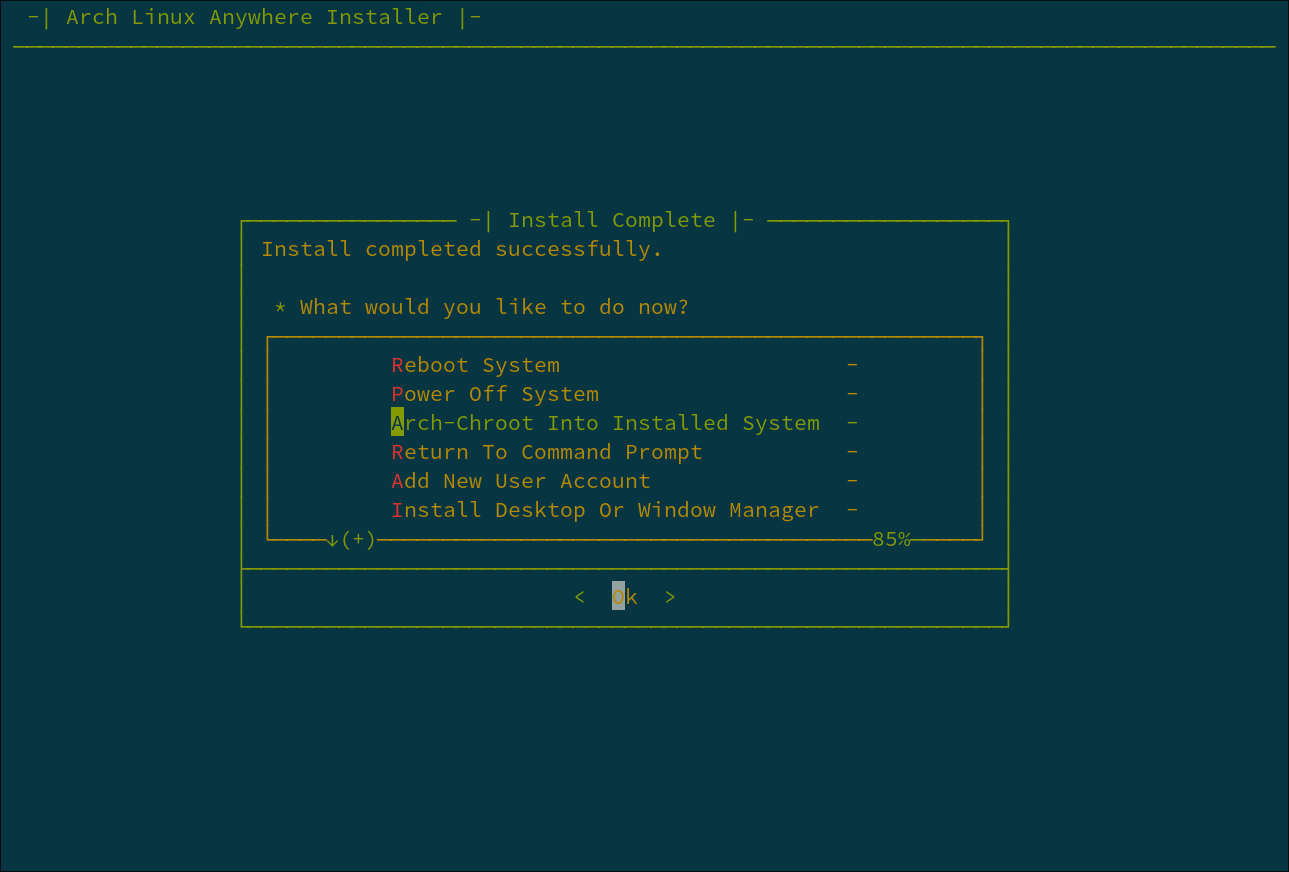 -| Arch Linux Anywhere Installer |-
-| Install Complete |-
Install completed successfully.
* What would you like to do now?
Reboot System -
Power Off System -
Arch-Chroot Into Installed System -
Return To Command Prompt -
Add New User Account -
Install Desktop Or Window Manager -
↓(+) 85%
< Ok >